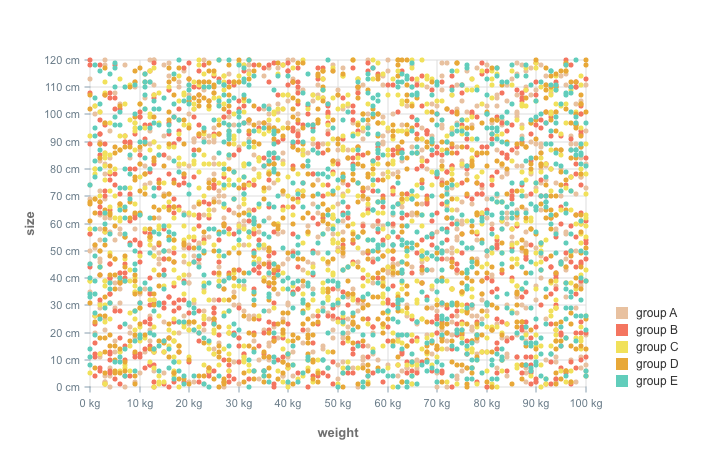 120 cm
110 cm
100 cm
90 cm
80 cm
70 cm
60 cm
50 cm
40 cm
30 cm
20 cm
10 cm
0 cm
size
0 kg 10 kg 20 kg 30 kg 40 kg 50 kg 60 kg 70 kg 80 kg 90 kg 100 kg
weight
group A
group B
group C
group D
group E